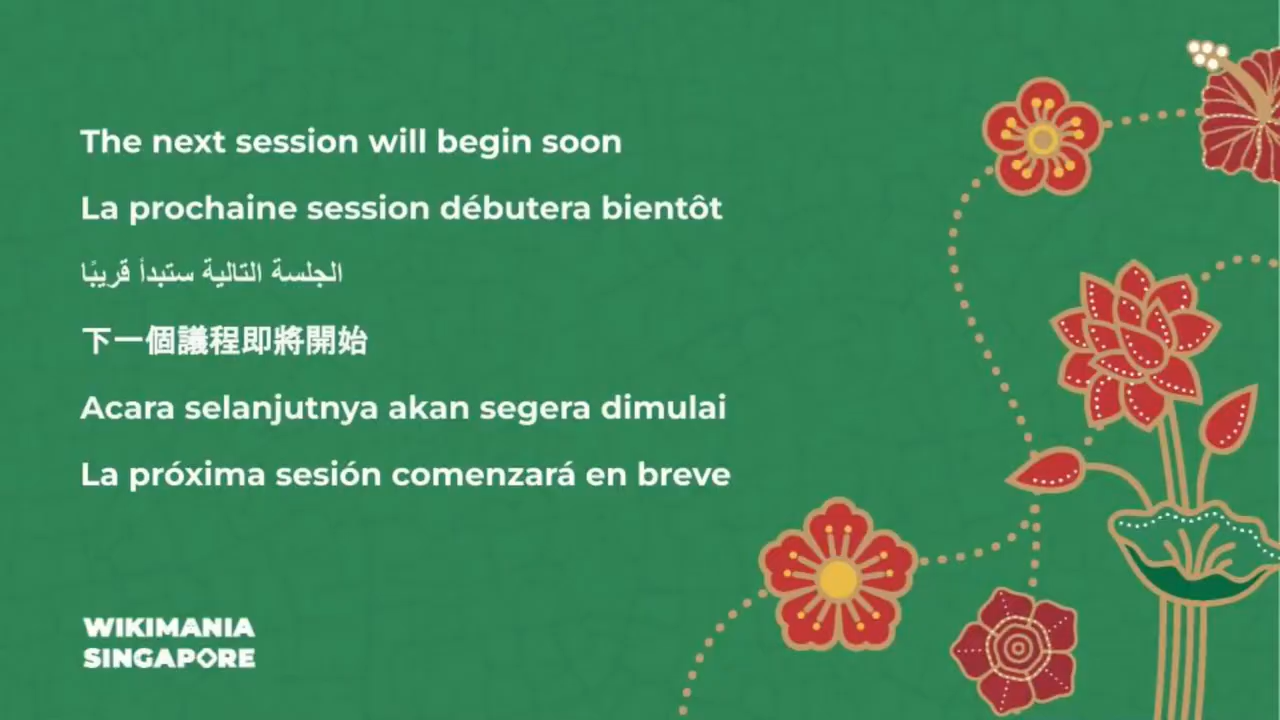 The next session will begin soon
La prochaine session débutera bientôt
الجلسة التالية ستبدأ قريبًا
下一個議程即將開始
Acara selanjutnya akan segera dimulai
La próxima sesión comenzará en breve
WIKIMANIA
SINGAPORE